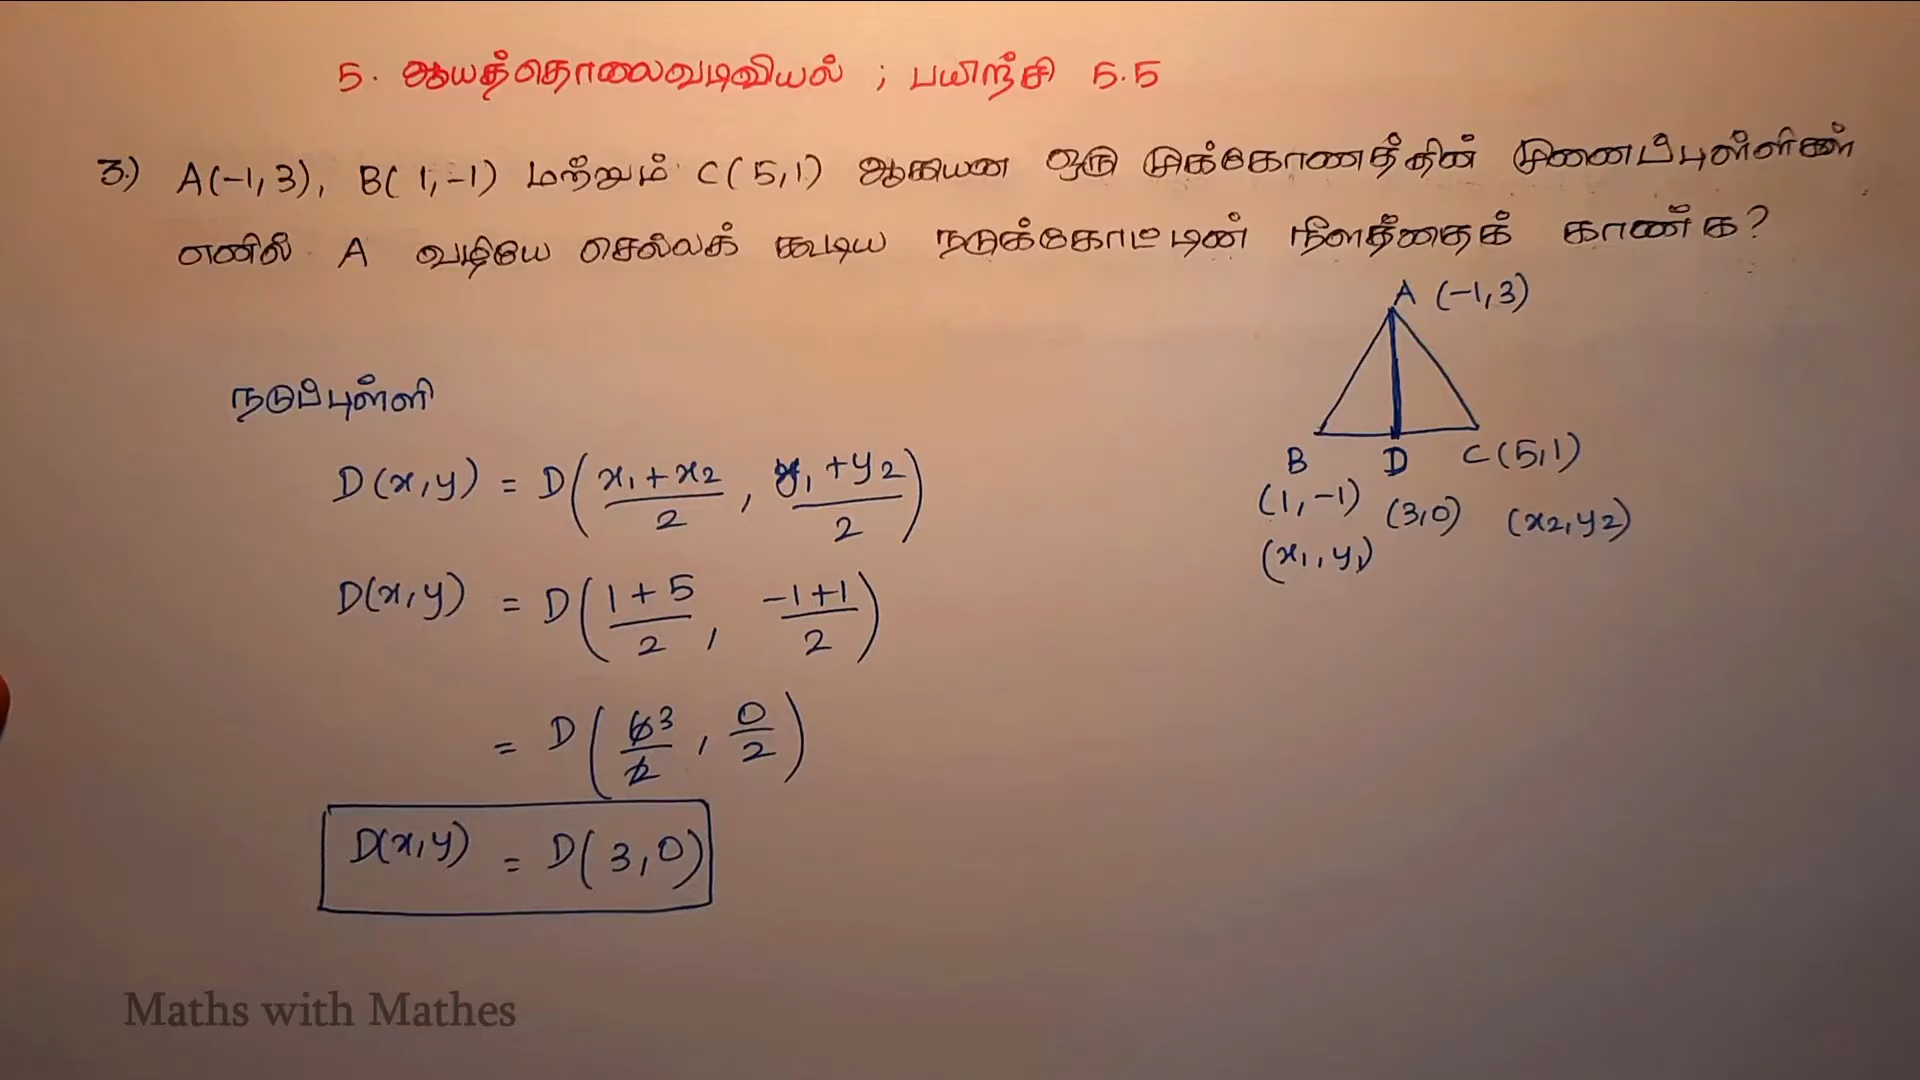 5. ஆயத்தொலைவடிவியல் ; பயிற்சி 5.5
3.) A(-1,3), B(1,-1) மற்றும் C(5,1) ஆகியன ஒரு முக்கோணத்தின் முனைப்புள்ளிகள்
எனில் A வழியே செல்லக் கூடிய நடுக்கோட்டின் நீளத்தைக் காண்க?
A (-1,3)
B D C(5,1)
(1,-1) (3,0) (x2,y2)
(x1,y1)
நடுப்புள்ளி
D(x,y) = D((x1+x2)/2, (y1+y2)/2)
D(x,y) = D((1+5)/2, (-1+1)/2)
= D(6/2 3, 0/2)
D(x,y) = D(3,0)
Maths with Mathes